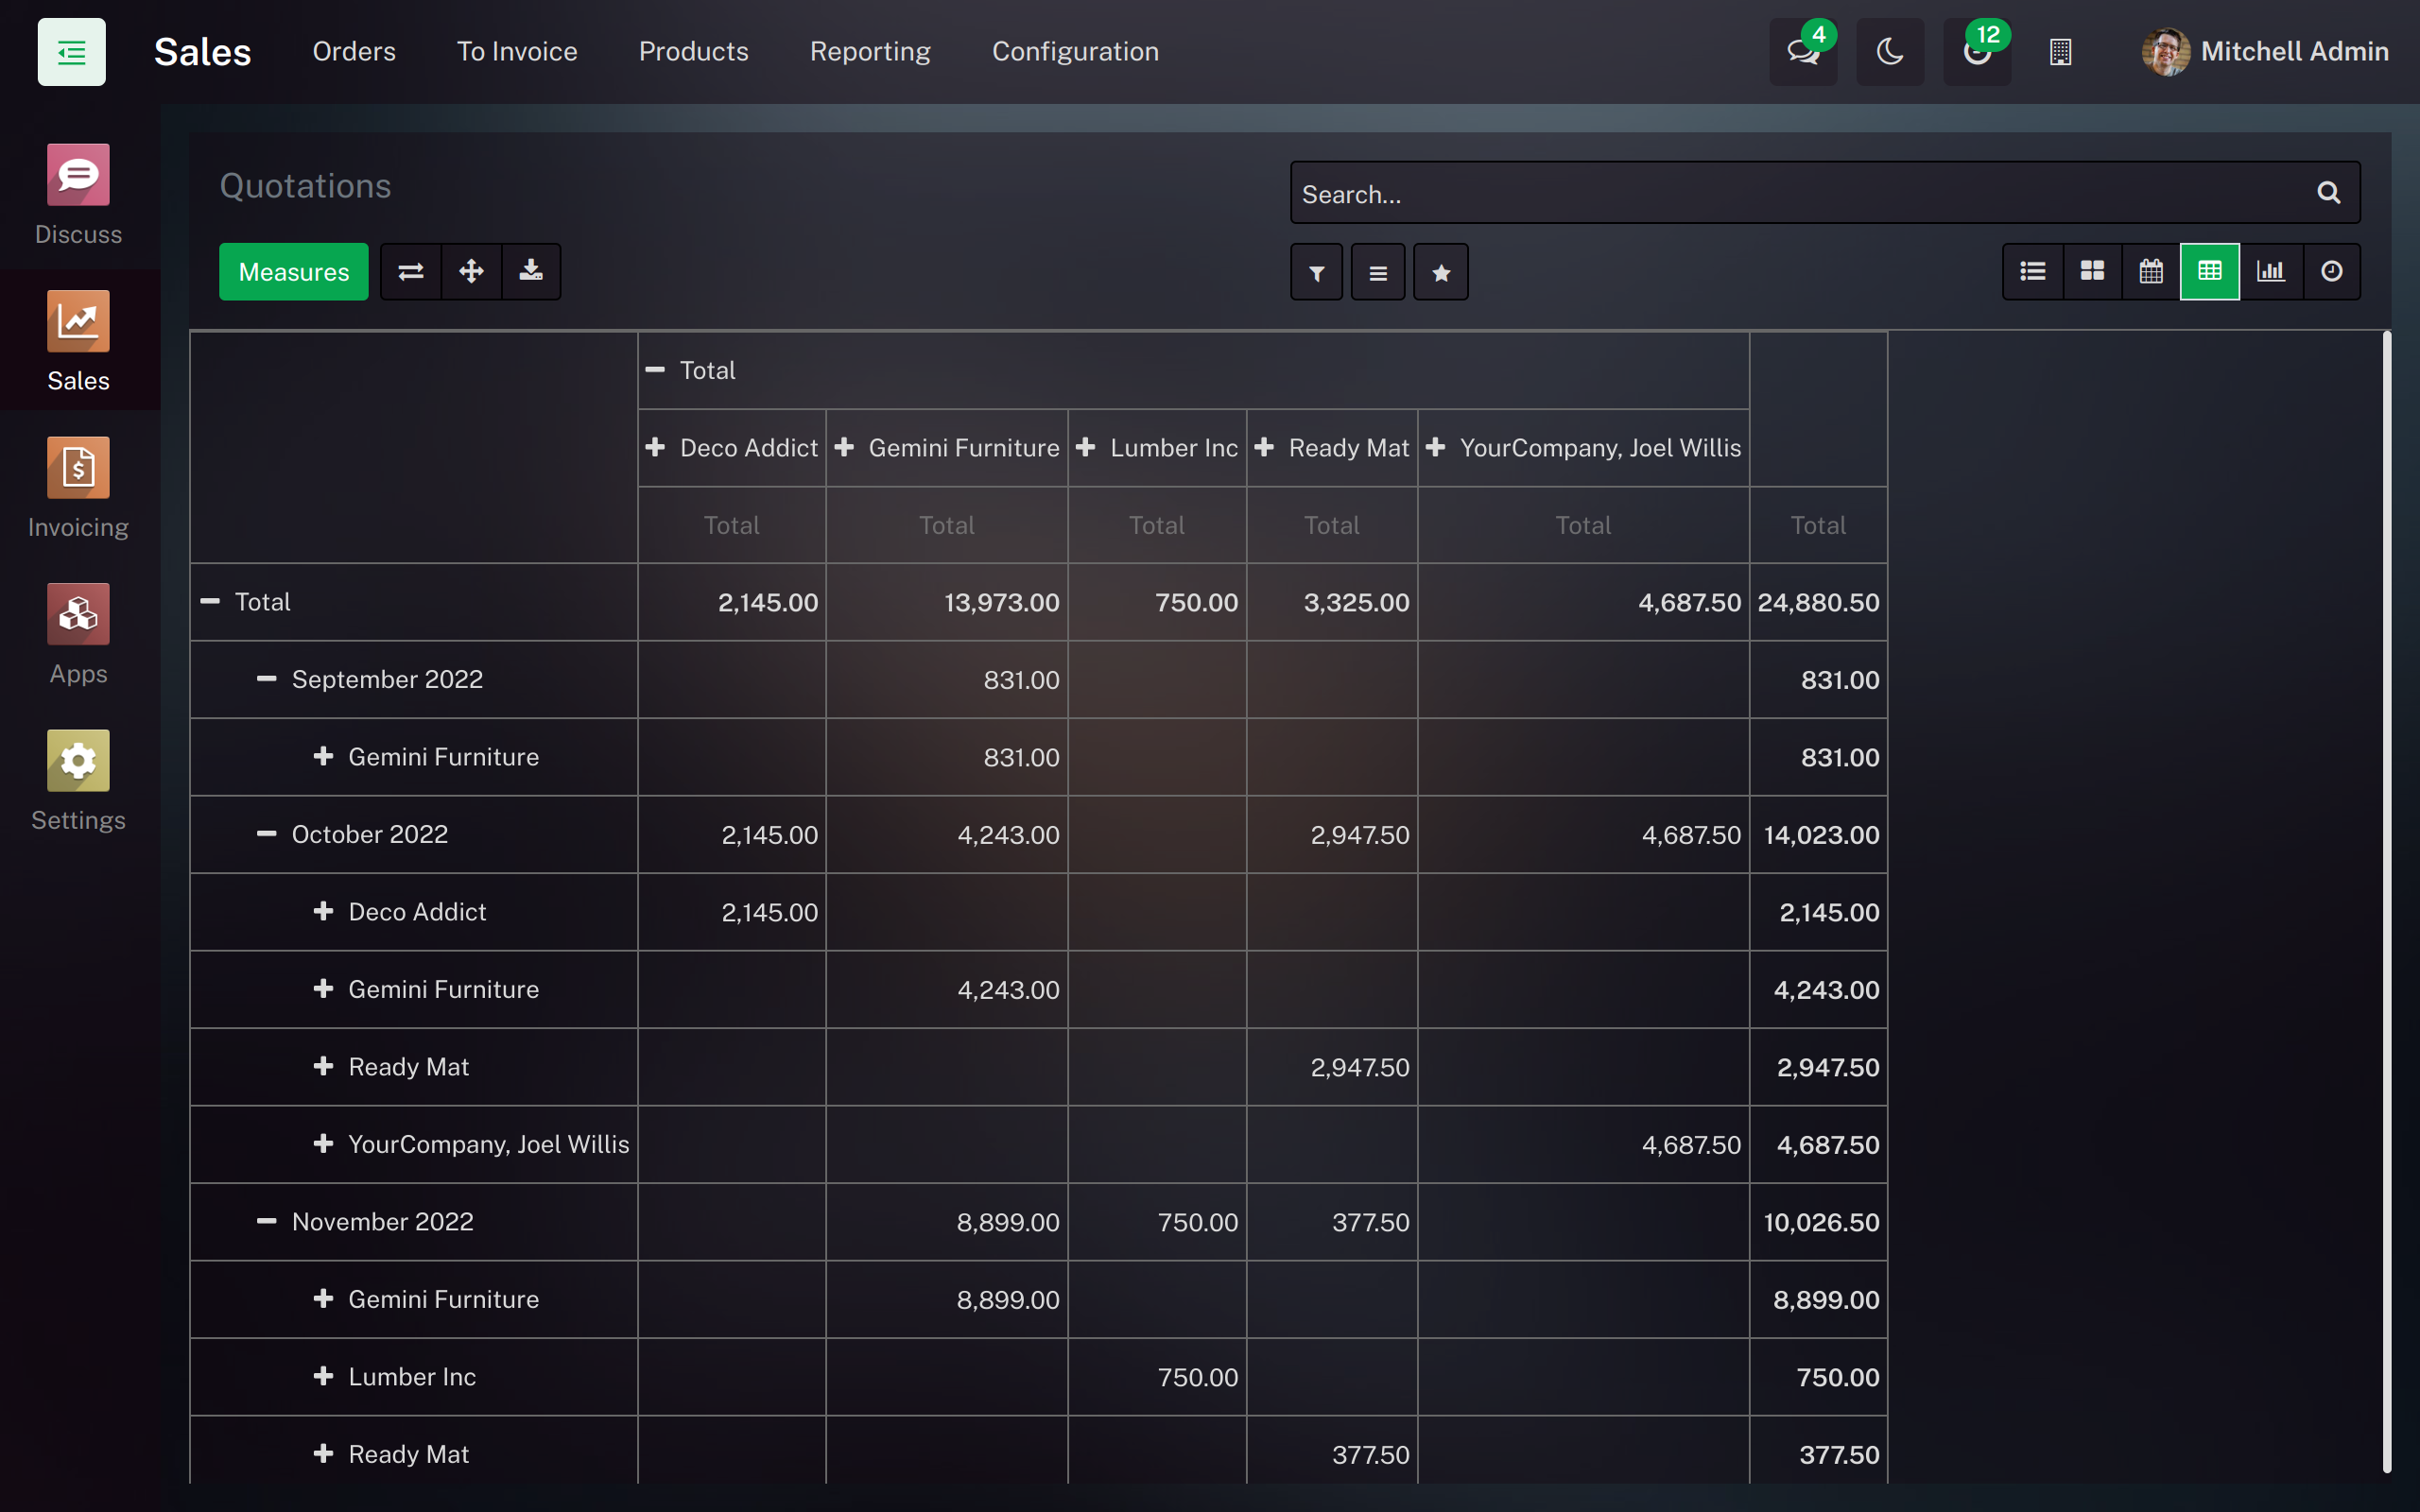 Sales Orders To Invoice Products Reporting Configuration 4 12 Mitchell Admin
Discuss
Sales
Invoicing
Apps
Settings
Quotations
Search...
Measures
Total
Deco Addict Gemini Furniture Lumber Inc Ready Mat YourCompany, Joel Willis
Total Total Total Total Total Total
Total 2,145.00 13,973.00 750.00 3,325.00 4,687.50 24,880.50
September 2022 831.00 831.00
Gemini Furniture 831.00 831.00
October 2022 2,145.00 4,243.00 2,947.50 4,687.50 14,023.00
Deco Addict 2,145.00 2,145.00
Gemini Furniture 4,243.00 4,243.00
Ready Mat 2,947.50 2,947.50
YourCompany, Joel Willis 4,687.50 4,687.50
November 2022 8,899.00 750.00 377.50 10,026.50
Gemini Furniture 8,899.00 8,899.00
Lumber Inc 750.00 750.00
Ready Mat 377.50 377.50